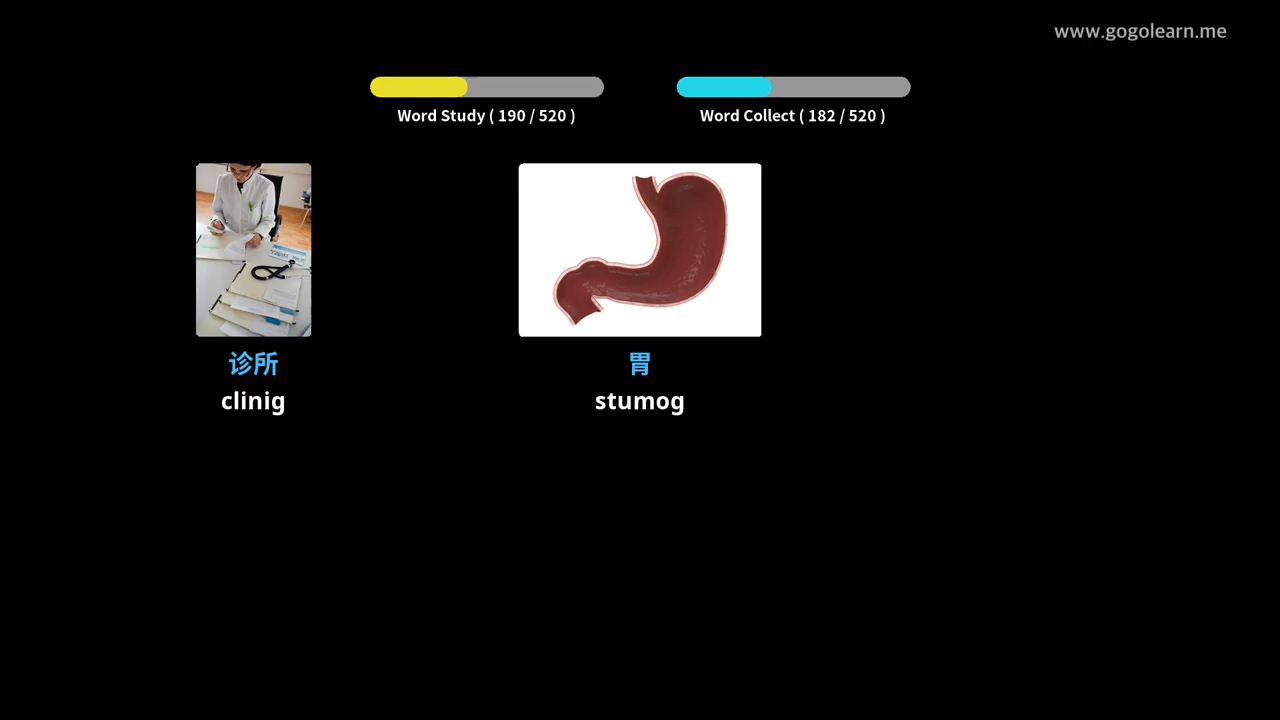 www.gogolearn.me
Word Study ( 190 / 520 )
Word Collect ( 182 / 520 )
诊所
clinig
胃
stumog